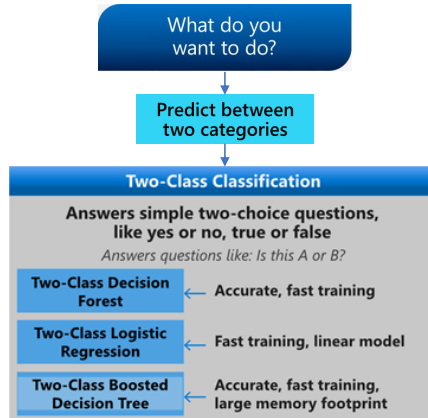 What do you
want to do?
Predict between
two categories
Two-Class Classification
Answers simple two-choice questions,
like yes or no, true or false
Answers questions like: Is this A or B?
Two-Class Decision
Forest
Accurate, fast training
Two-Class Logistic
Regression
Fast training, linear model
Two-Class Boosted
Decision Tree
Accurate, fast training,
large memory footprint